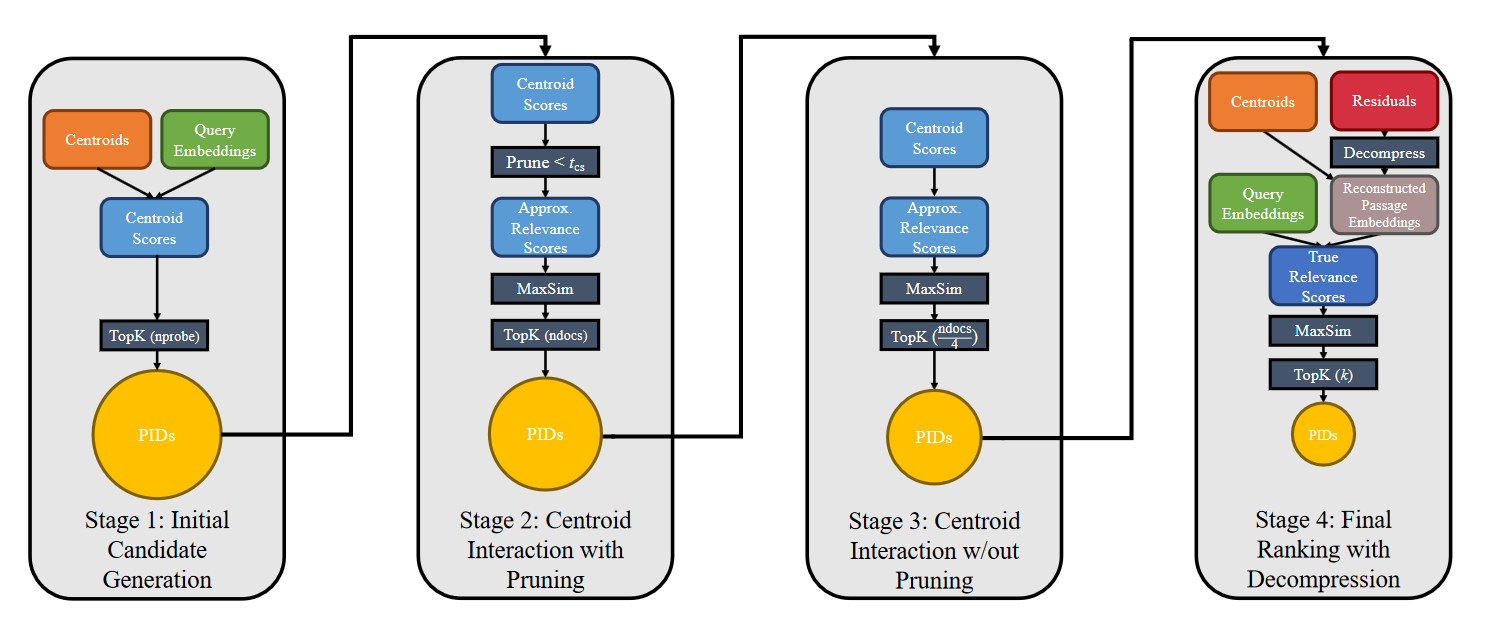 Centroids
Query
Embeddings
Centroid
Scores
TopK (nprobe)
PIDs
Stage 1: Initial
Candidate
Generation
Centroid
Scores
Prune < t_cs
Approx.
Relevance
Scores
MaxSim
TopK (ndocs)
PIDs
Stage 2: Centroid
Interaction with
Pruning
Centroid
Scores
Approx.
Relevance
Scores
MaxSim
TopK (ndocs/4)
PIDs
Stage 3: Centroid
Interaction w/out
Pruning
Centroids
Residuals
Decompress
Query
Embeddings
Reconstructed
Passage
Embeddings
True
Relevance
Scores
MaxSim
TopK (k)
PIDs
Stage 4: Final
Ranking with
Decompression